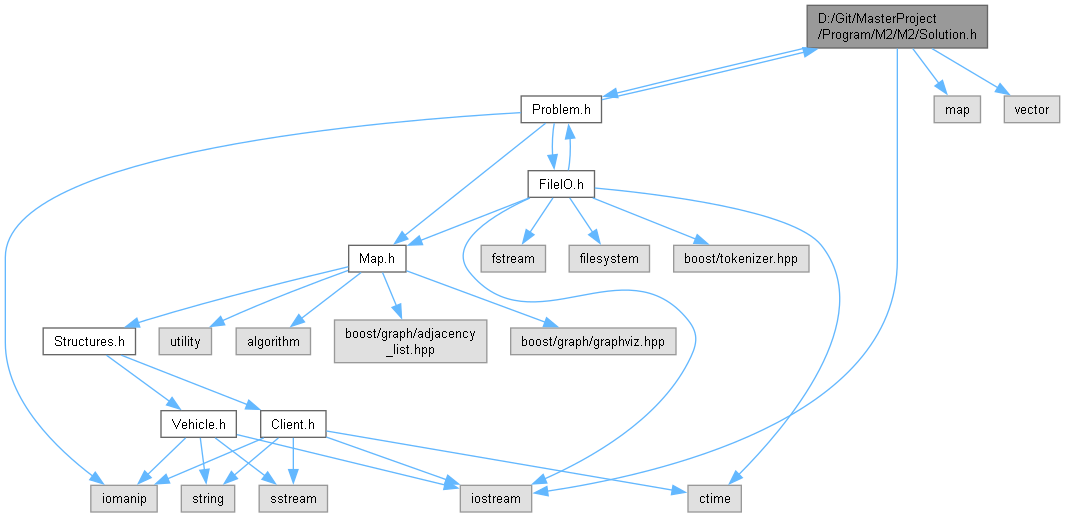 D:/Git/MasterProject
/Program/M2/M2/Solution.h
Problem.h
map
vector
FileIO.h
Map.h
fstream
filesystem
boost/tokenizer.hpp
Structures.h
utility
algorithm
boost/graph/adjacency
_list.hpp
boost/graph/graphviz.hpp
Vehicle.h
Client.h
iomanip
string
sstream
iostream
ctime